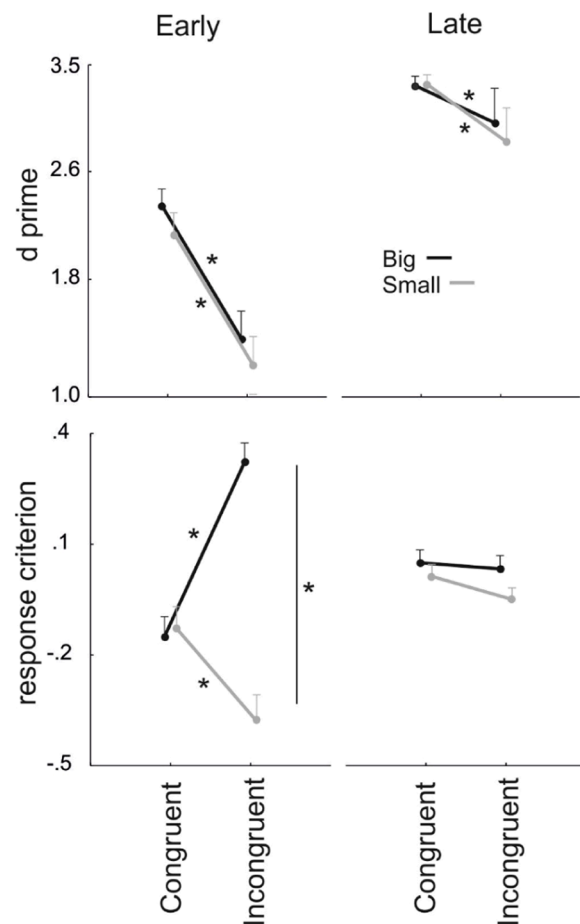 Early
Late
3.5
2.6
1.8
1.0
d prime
*
*
*
*
Big
Small
.4
.1
-.2
-.5
response criterion
*
*
*
Congruent
Incongruent
Congruent
Incongruent